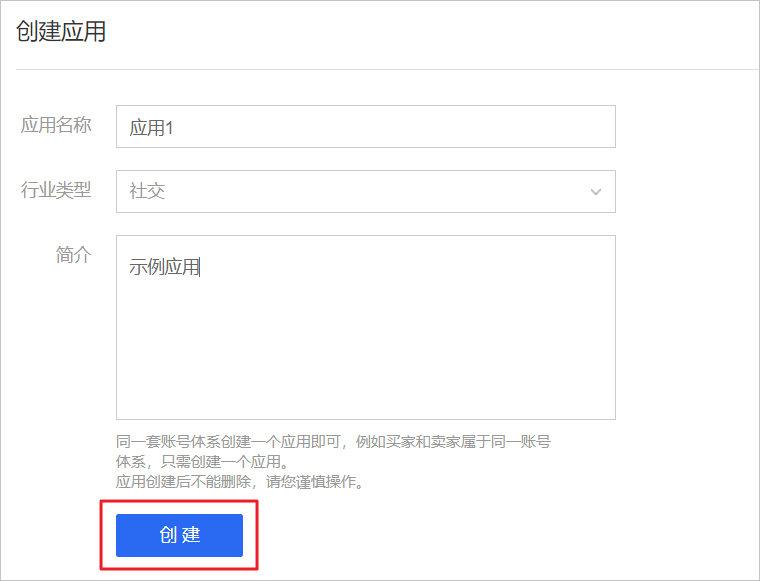 创建应用
应用名称
应用1
行业类型
社交
简介
示例应用
同一套账号体系创建一个应用即可，例如买家和卖家属于同一账号
体系，只需创建一个应用。
应用创建后不能删除，请您谨慎操作。
创 建